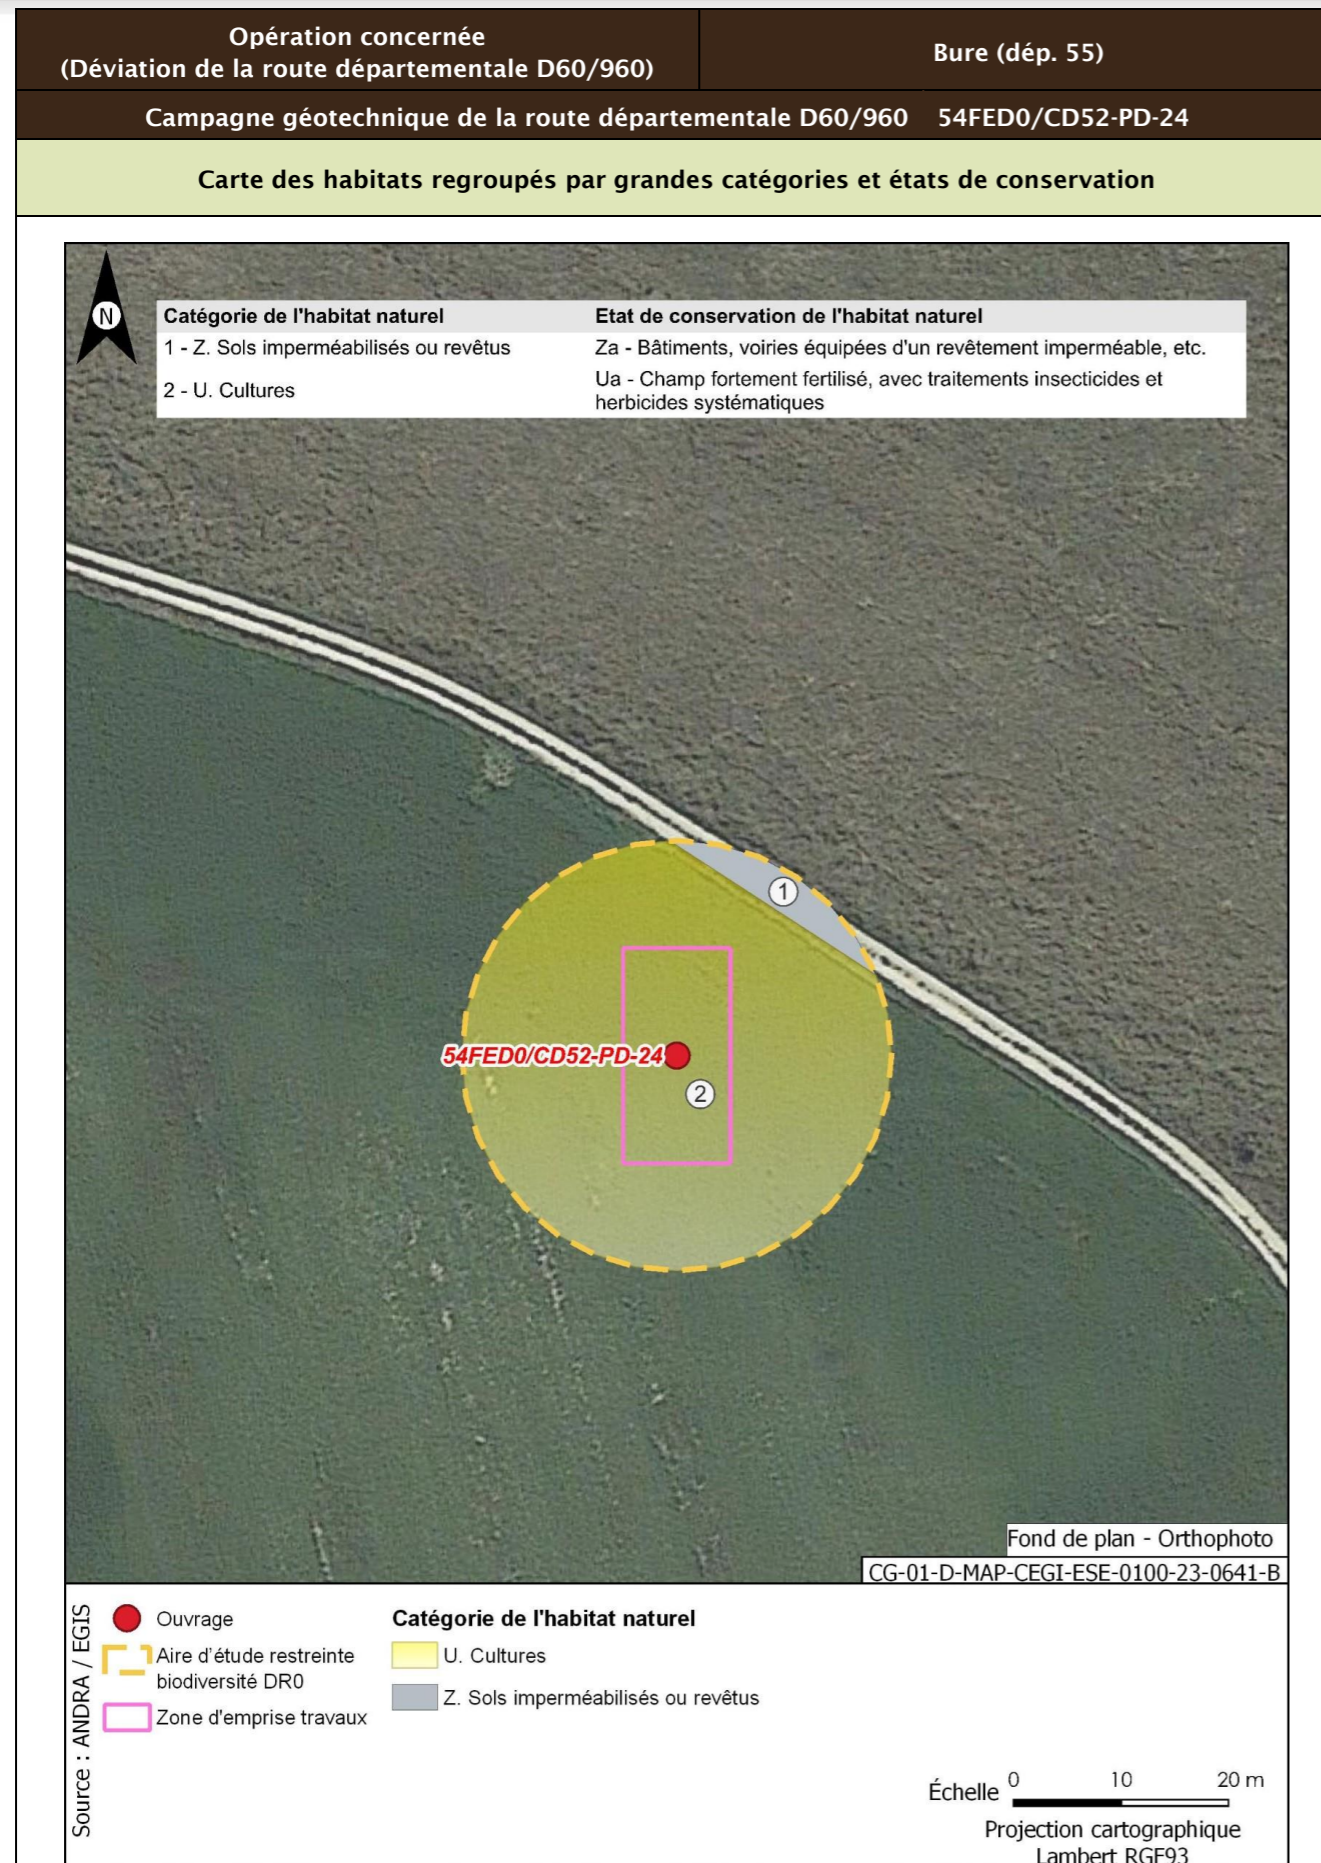 Opération concernée
(Déviation de la route départementale D60/960)
Bure (dép. 55)
Campagne géotechnique de la route départementale D60/960 54FED0/CD52-PD-24
Carte des habitats regroupés par grandes catégories et états de conservation
N
Catégorie de l'habitat naturel Etat de conservation de l'habitat naturel
1 - Z. Sols imperméabilisés ou revêtus Za - Bâtiments, voiries équipées d'un revêtement imperméable, etc.
2 - U. Cultures Ua - Champ fortement fertilisé, avec traitements insecticides et
herbicides systématiques
1
54FED0/CD52-PD-24
2
Fond de plan - Orthophoto
CG-01-D-MAP-CEGI-ESE-0100-23-0641-B
Source : ANDRA / EGIS
Ouvrage
Aire d'étude restreinte
biodiversité DR0
Zone d'emprise travaux
Catégorie de l'habitat naturel
U. Cultures
Z. Sols imperméabilisés ou revêtus
Échelle 0 10 20 m
Projection cartographique
Lambert RGF93